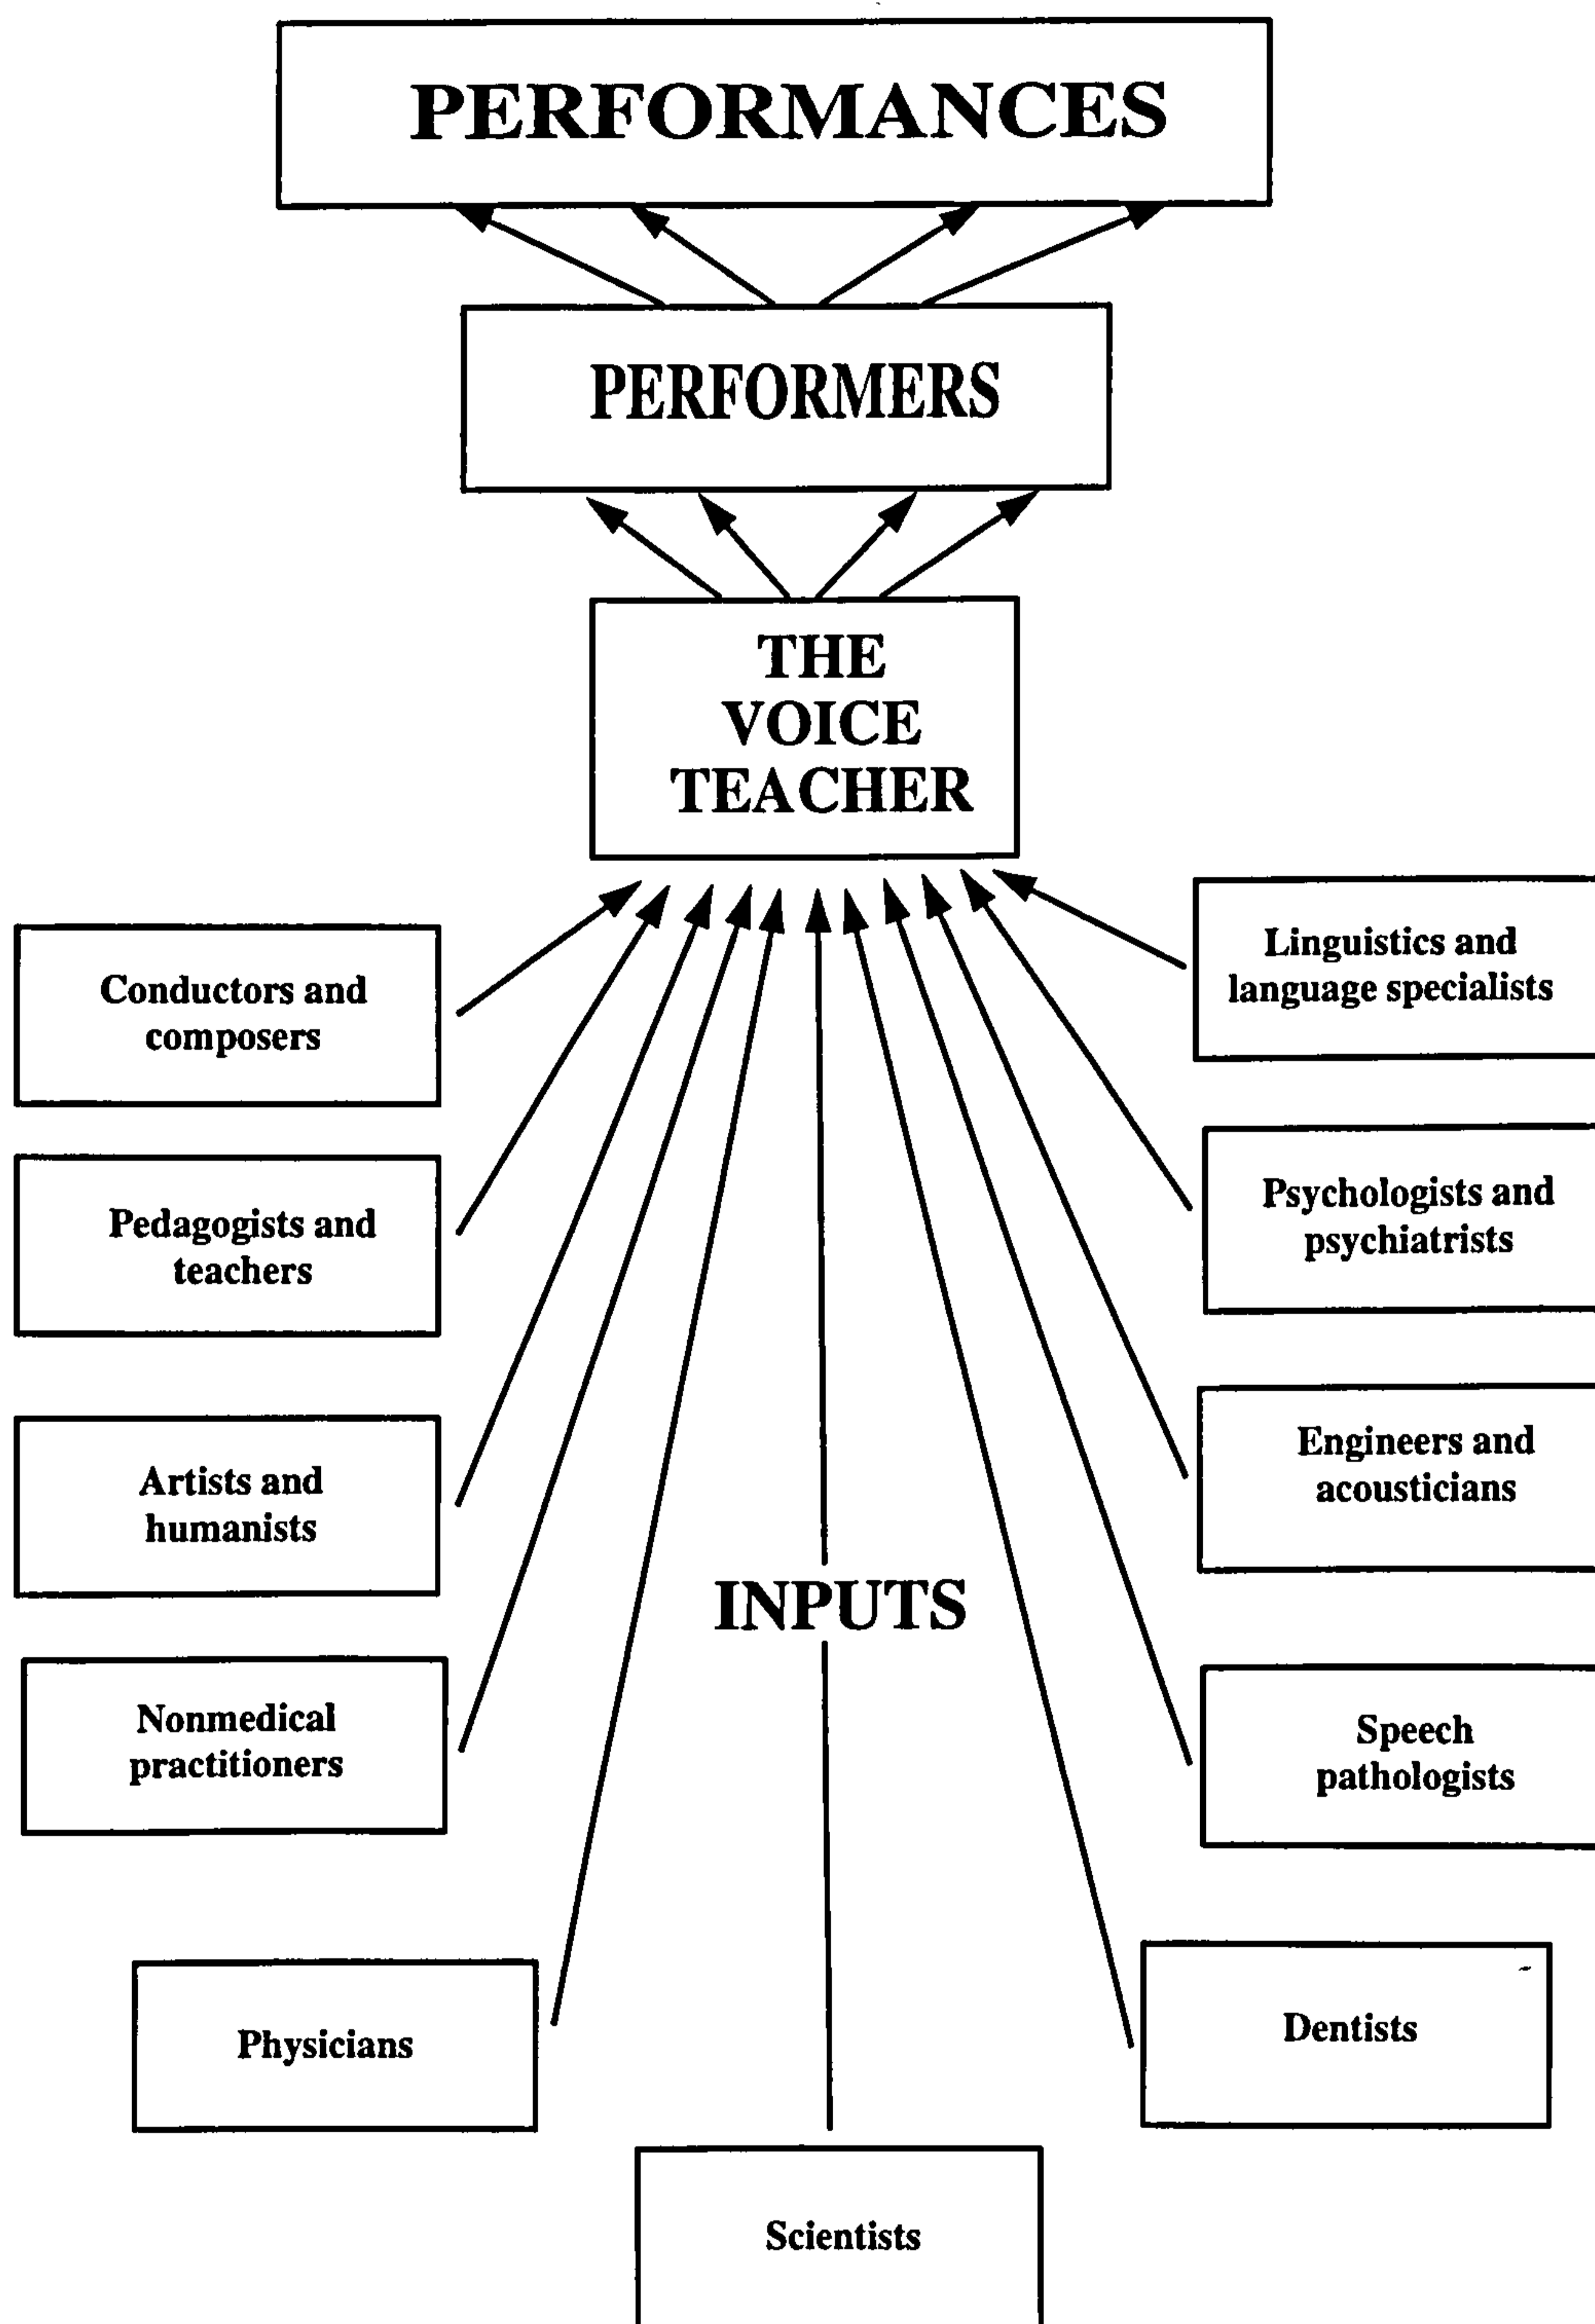 PERFORMANCES
PERFORMERS
THE
VOICE
TEACHER
Conductors and
composers
Linguistics and
language specialists
Pedagogists and
teachers
Psychologists and
psychiatrists
Artists and
humanists
Engineers and
acousticians
INPUTS
Nonmedical
practitioners
Speech
pathologists
Physicians
Dentists
Scientists